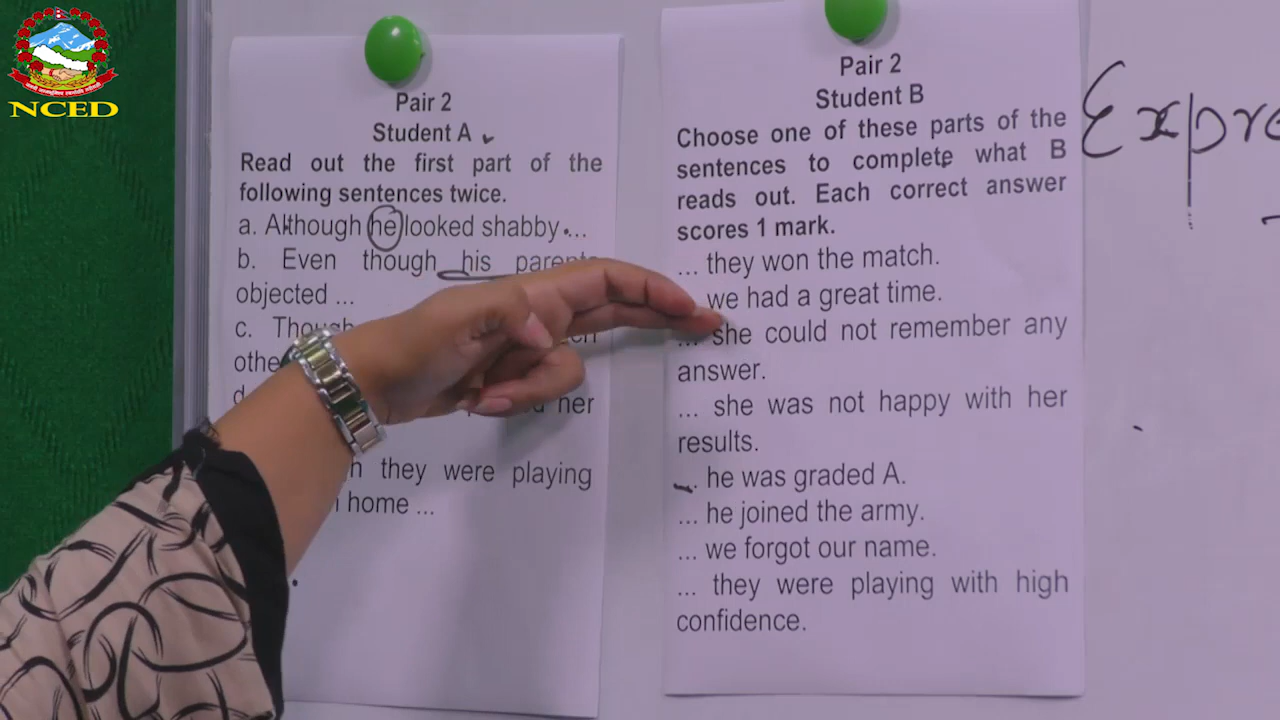 NCED
Pair 2
Student A
Read out the first part of the
following sentences twice.
a. Although he looked shabby ...
b. Even though his parents
objected ...
c. Though
othe
d.
her
they were playing
home ...
Pair 2
Student B
Choose one of these parts of the
sentences to complete what B
reads out. Each correct answer
scores 1 mark.
... they won the match.
we had a great time.
... she could not remember any
answer.
... she was not happy with her
results.
... he was graded A.
... he joined the army.
... we forgot our name.
... they were playing with high
confidence.
Expre